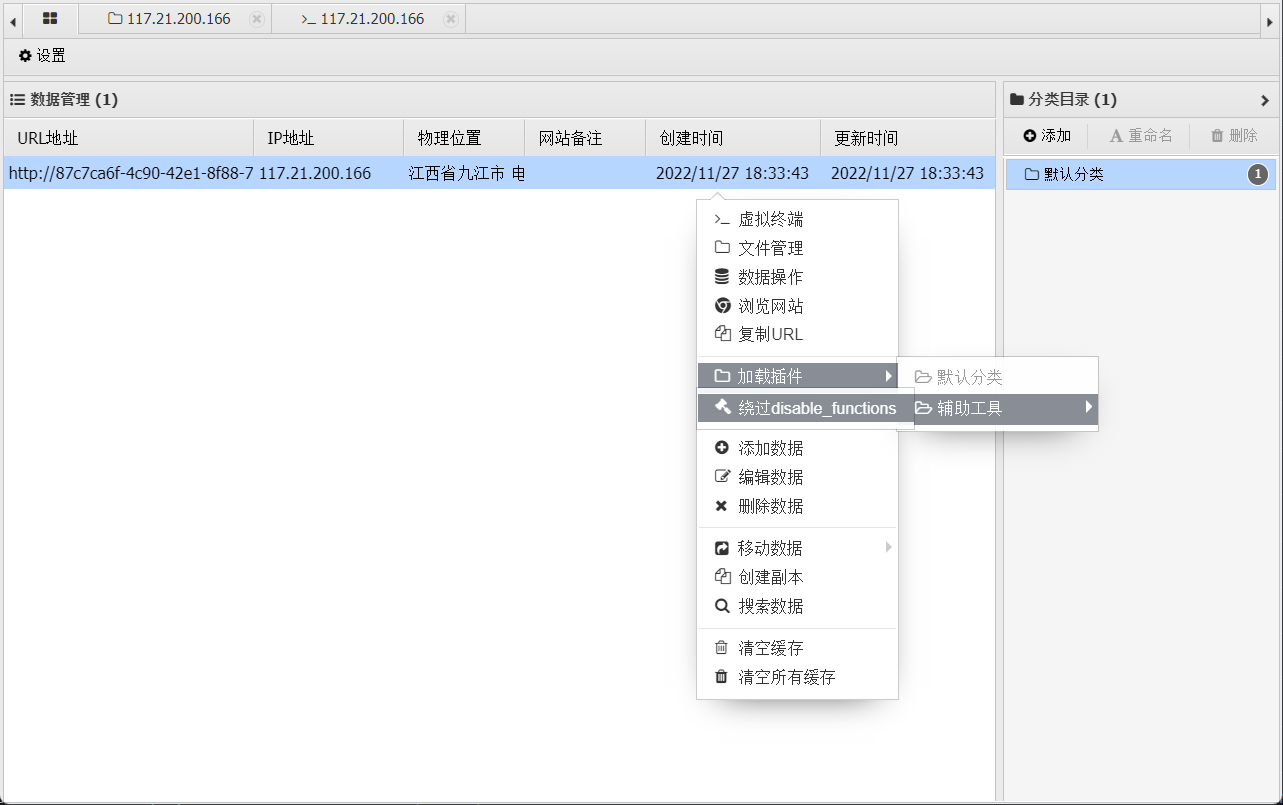 117.21.200.166 >_ 117.21.200.166
设置
数据管理 (1)
URL地址 IP地址 物理位置 网站备注 创建时间 更新时间
http://87c7ca6f-4c90-42e1-8f88-7 117.21.200.166 江西省九江市 电 2022/11/27 18:33:43 2022/11/27 18:33:43
分类目录 (1)
添加 重命名 删除
默认分类 1
虚拟终端
文件管理
数据操作
浏览网站
复制URL
加载插件
绕过disable_functions
默认分类
辅助工具
添加数据
编辑数据
删除数据
移动数据
创建副本
搜索数据
清空缓存
清空所有缓存